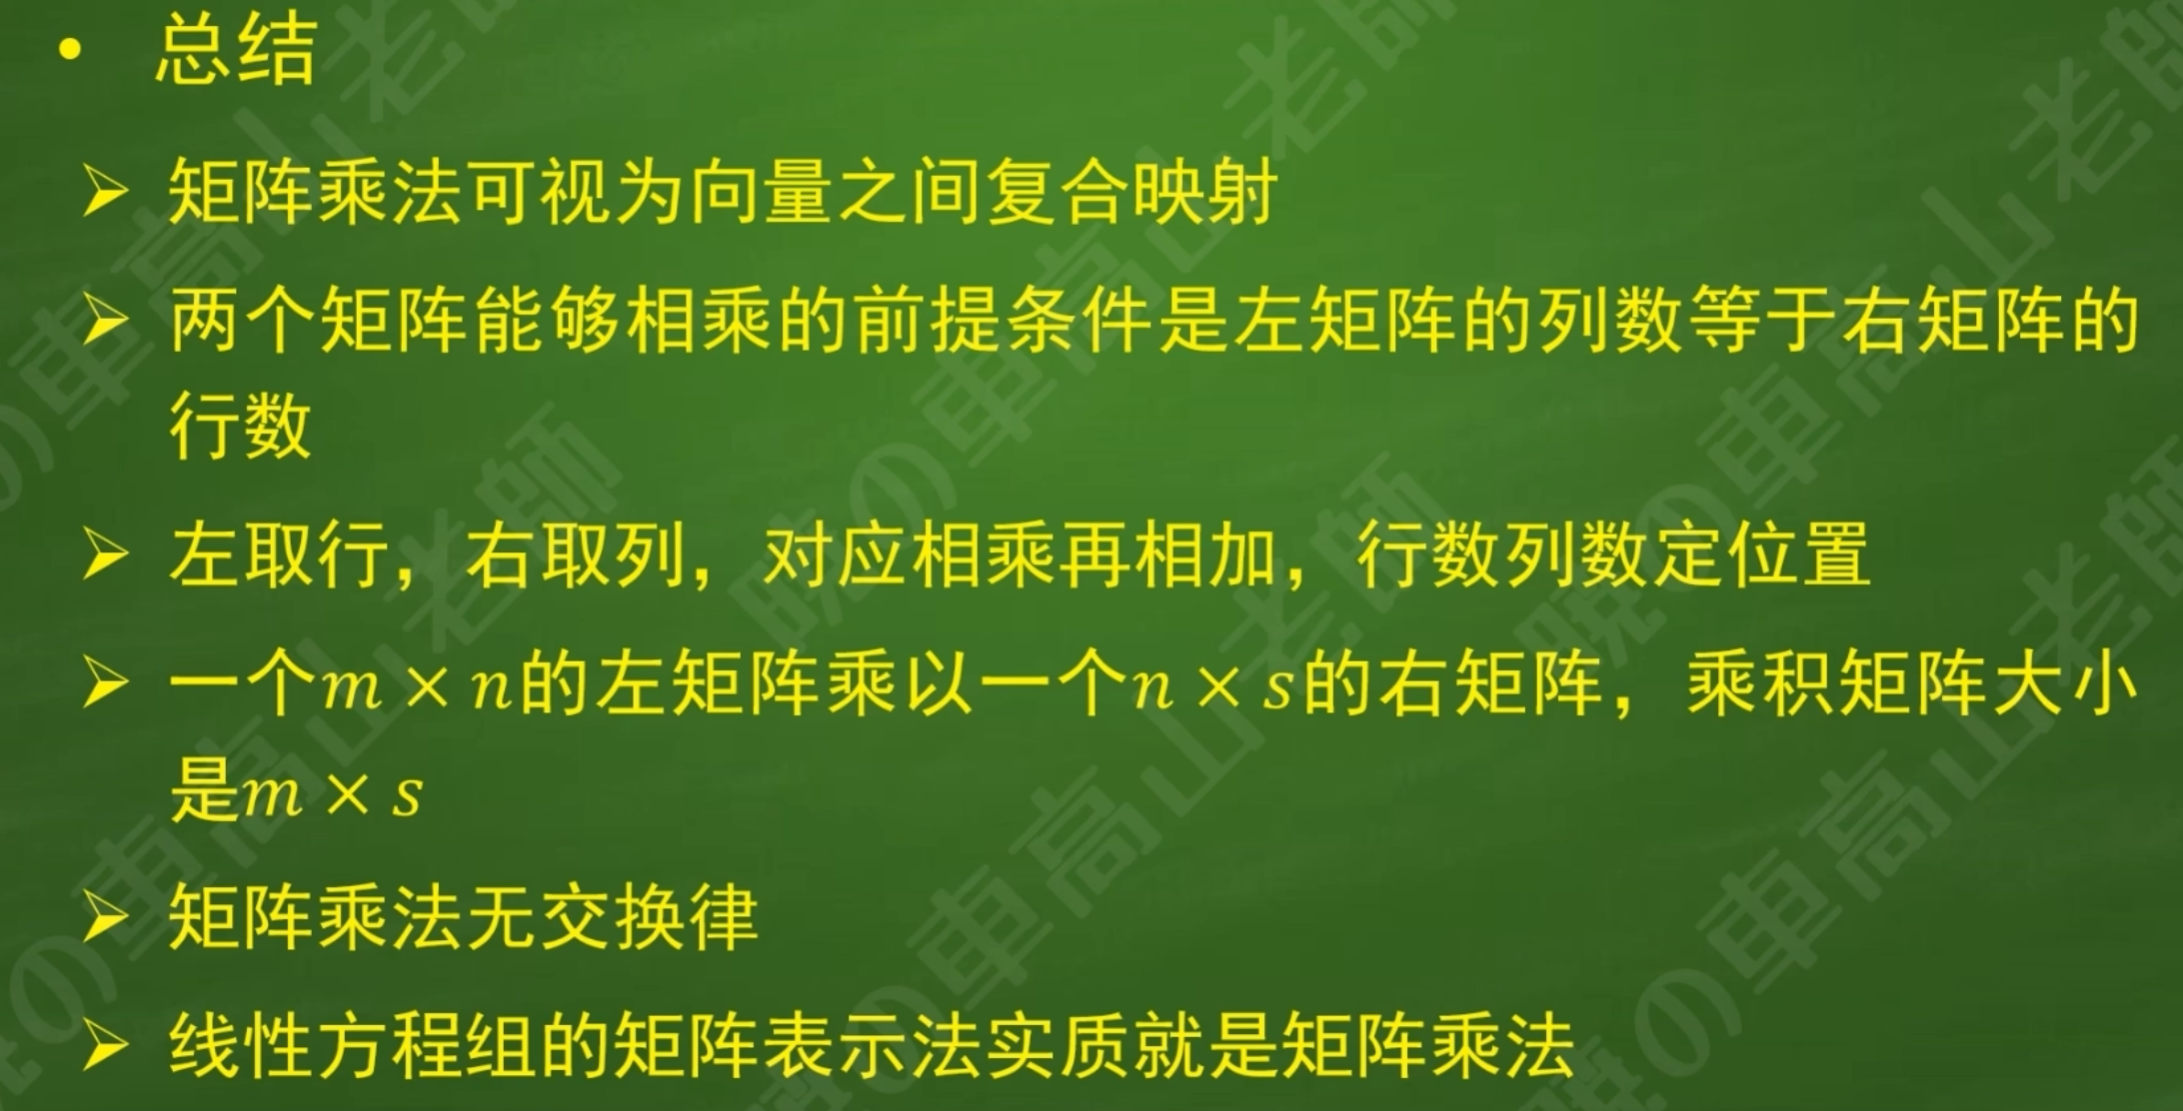 • 总结
➢ 矩阵乘法可视为向量之间复合映射
➢ 两个矩阵能够相乘的前提条件是左矩阵的列数等于右矩阵的
行数
➢ 左取行，右取列，对应相乘再相加，行数列数定位置
➢ 一个m × n的左矩阵乘以一个n × s的右矩阵，乘积矩阵大小
是m × s
➢ 矩阵乘法无交换律
➢ 线性方程组的矩阵表示法实质就是矩阵乘法